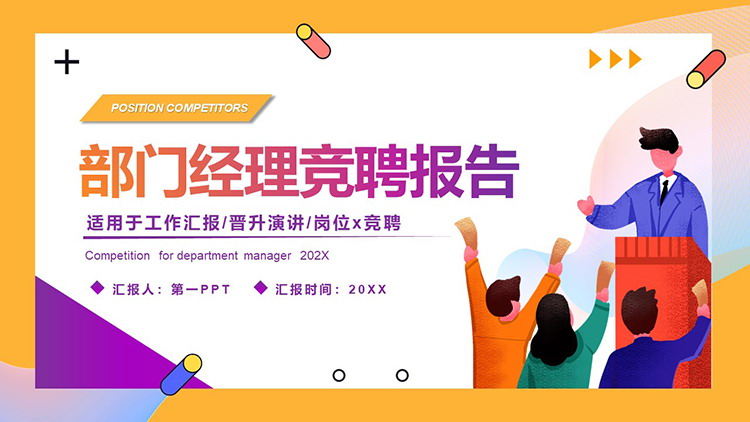 POSITION COMPETITORS
部门经理竞聘报告
适用于工作汇报/晋升演讲/岗位x竞聘
Competition for department manager 202X
汇报人：第一PPT 汇报时间：20XX